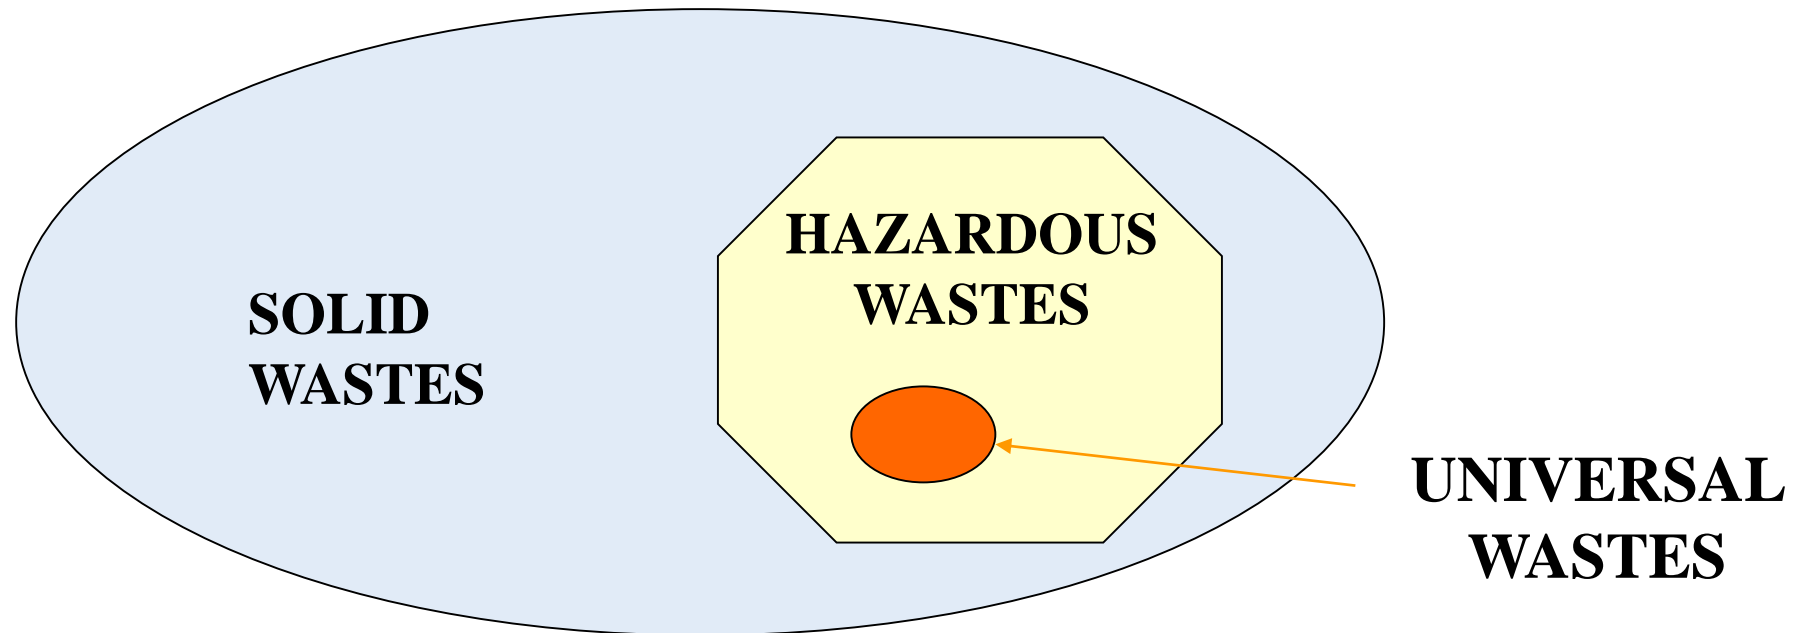 SOLID
WASTES
HAZARDOUS
WASTES
UNIVERSAL
WASTES